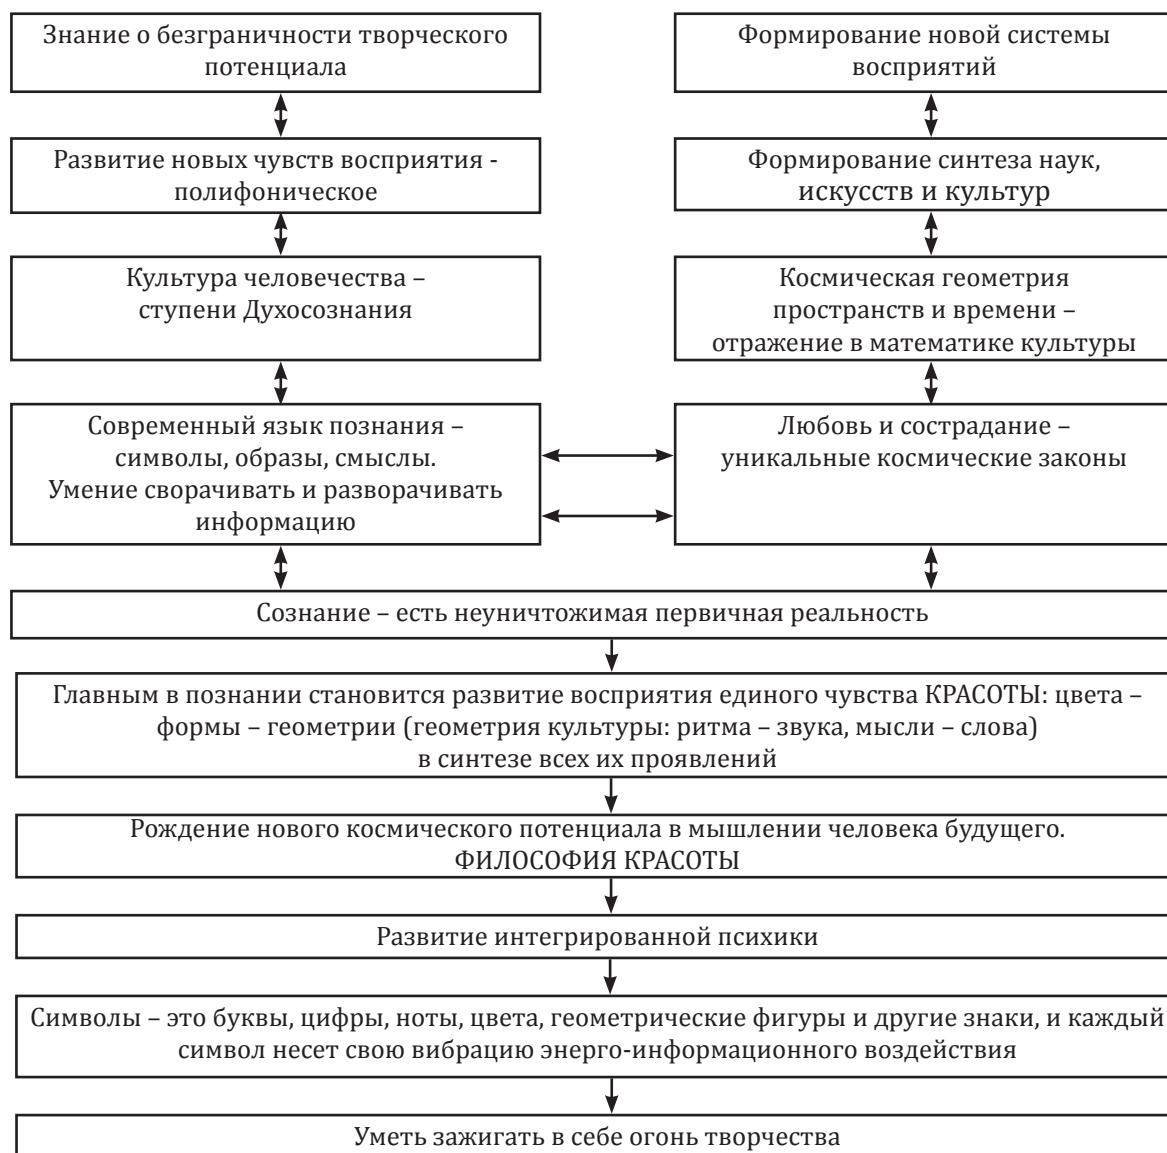 Знание о безграничности творческого
потенциала
Формирование новой системы
восприятий
Развитие новых чувств восприятия -
полифоническое
Формирование синтеза наук,
искусств и культур
Культура человечества –
ступени Духосознания
Космическая геометрия
пространств и времени –
отражение в математике культуры
Современный язык познания –
символы, образы, смыслы.
Умение сворачивать и разворачивать
информацию
Любовь и сострадание –
уникальные космические законы
Сознание – есть неуничтожимая первичная реальность
Главным в познании становится развитие восприятия единого чувства КРАСОТЫ: цвета –
формы – геометрии (геометрия культуры: ритма – звука, мысли – слова)
в синтезе всех их проявлений
Рождение нового космического потенциала в мышлении человека будущего.
ФИЛОСОФИЯ КРАСОТЫ
Развитие интегрированной психики
Символы – это буквы, цифры, ноты, цвета, геометрические фигуры и другие знаки, и каждый
символ несет свою вибрацию энерго-информационного воздействия
Уметь зажигать в себе огонь творчества